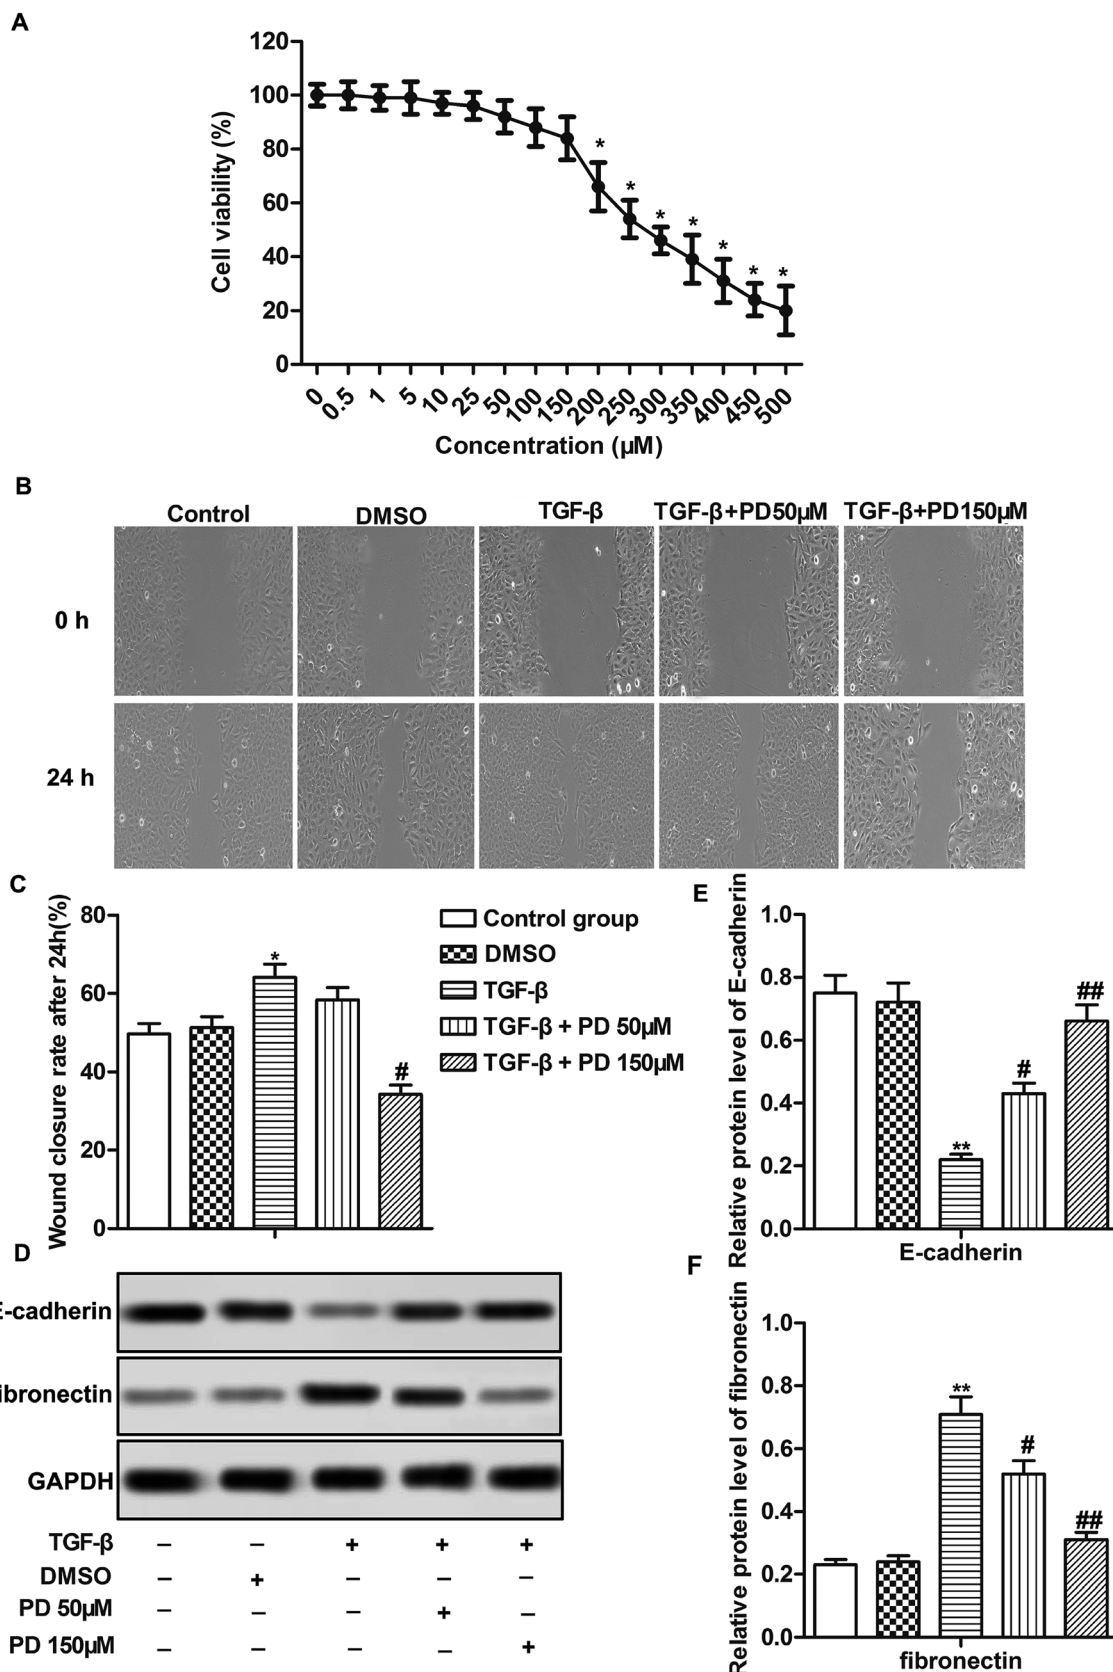 A
120
100
80
60
40
20
0
Cell viability (%)
*
*
*
*
*
*
*
0
0.5
1
5
10
25
50
100
150
200
250
300
350
400
450
500
Concentration (µM)
B
Control
DMSO
TGF-β
TGF-β+PD50µM
TGF-β+PD150µM
0 h
24 h
C
Wound closure rate after 24h(%)
80
60
40
20
0
*
#
Control group
DMSO
TGF-β
TGF-β + PD 50µM
TGF-β + PD 150µM
E
Relative protein level of E-cadherin
1.0
0.8
0.6
0.4
0.2
0.0
**
#
##
E-cadherin
D
E-cadherin
fibronectin
GAPDH
TGF-β – – + + +
DMSO – + – – –
PD 50µM – – – + –
PD 150µM – – – – +
F
Relative protein level of fibronectin
1.0
0.8
0.6
0.4
0.2
0.0
**
#
##
fibronectin